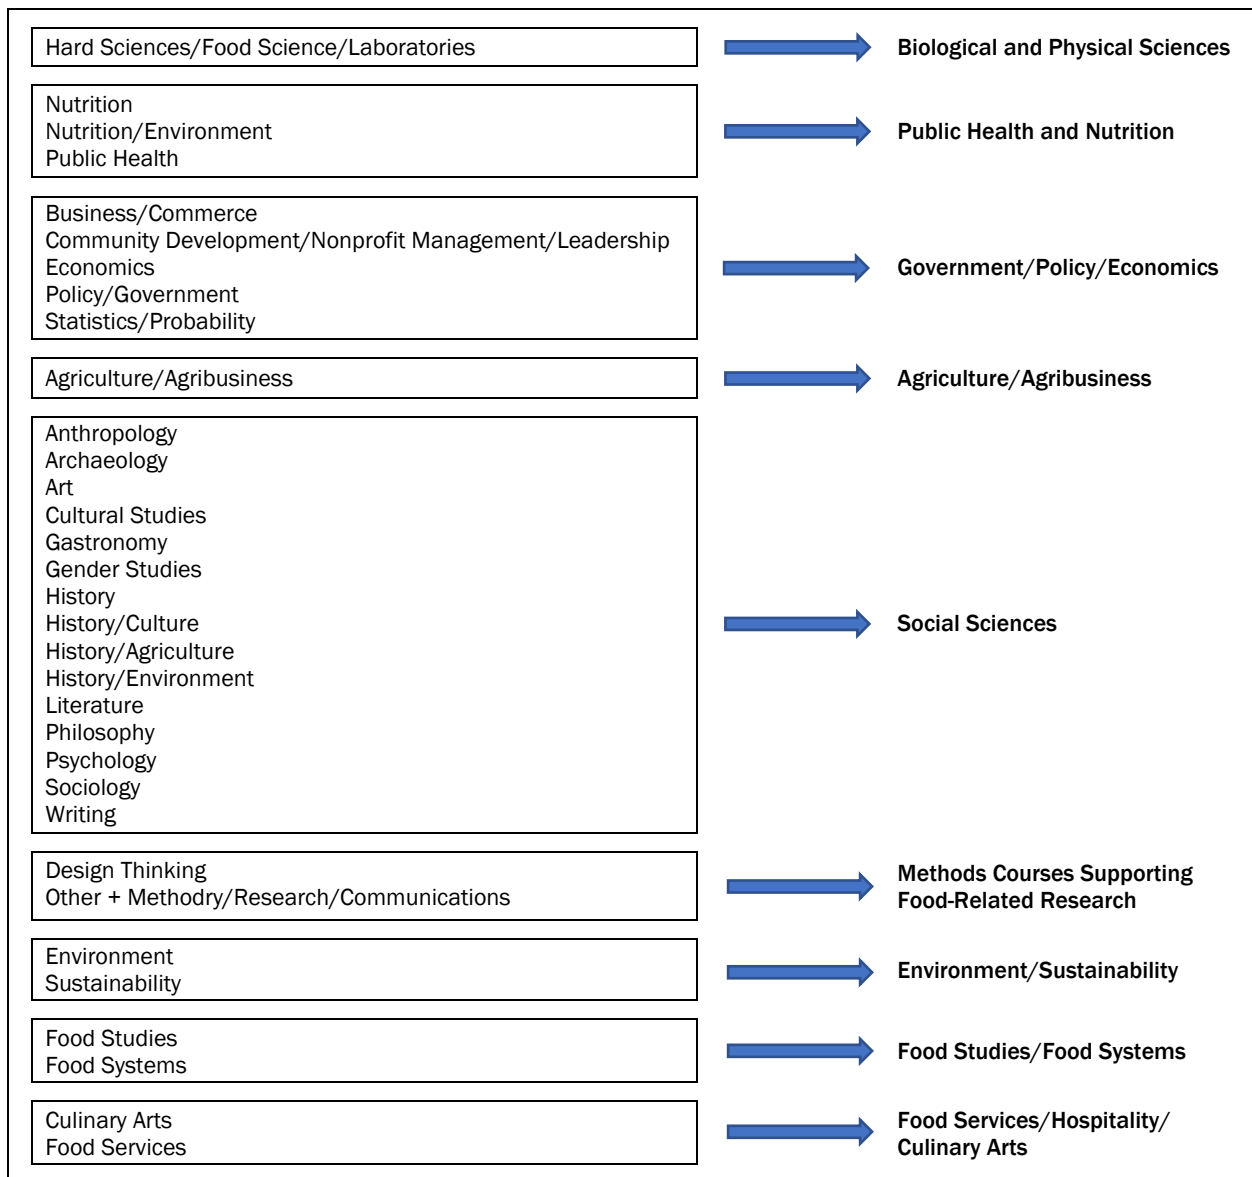 Hard Sciences/Food Science/Laboratories
Biological and Physical Sciences
Nutrition
Nutrition/Environment
Public Health
Public Health and Nutrition
Business/Commerce
Community Development/Nonprofit Management/Leadership
Economics
Policy/Government
Statistics/Probability
Government/Policy/Economics
Agriculture/Agribusiness
Agriculture/Agribusiness
Anthropology
Archaeology
Art
Cultural Studies
Gastronomy
Gender Studies
History
History/Culture
History/Agriculture
History/Environment
Literature
Philosophy
Psychology
Sociology
Writing
Social Sciences
Design Thinking
Other + Methodry/Research/Communications
Methods Courses Supporting
Food-Related Research
Environment
Sustainability
Environment/Sustainability
Food Studies
Food Systems
Food Studies/Food Systems
Culinary Arts
Food Services
Food Services/Hospitality/
Culinary Arts